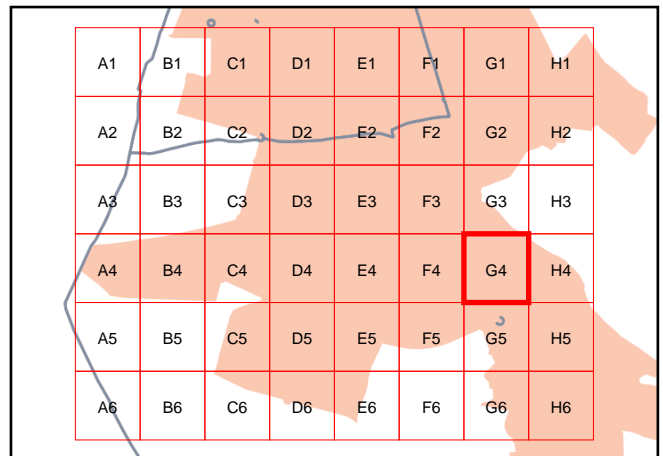 A1 B1 C1 D1 E1 F1 G1 H1
A2 B2 C2 D2 E2 F2 G2 H2
A3 B3 C3 D3 E3 F3 G3 H3
A4 B4 C4 D4 E4 F4 G4 H4
A5 B5 C5 D5 E5 F5 G5 H5
A6 B6 C6 D6 E6 F6 G6 H6